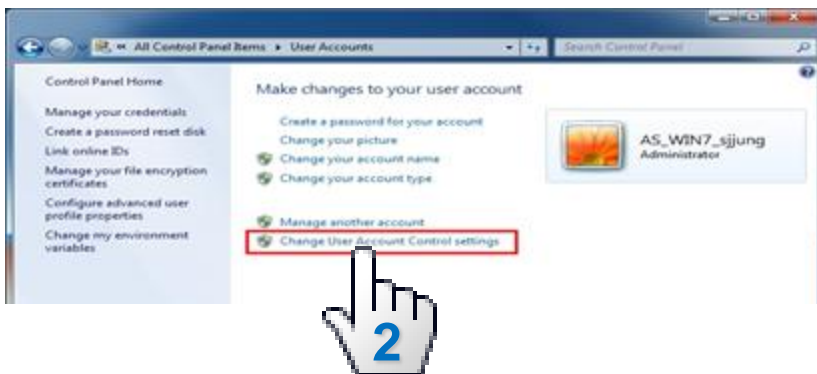 « All Control Panel Items ▸ User Accounts
Search Control Panel
Control Panel Home
Manage your credentials
Create a password reset disk
Link online IDs
Manage your file encryption
certificates
Configure advanced user
profile properties
Change my environment
variables
Make changes to your user account
Create a password for your account
Change your picture
Change your account name
Change your account type
Manage another account
Change User Account Control settings
AS_WIN7_sjjung
Administrator
2